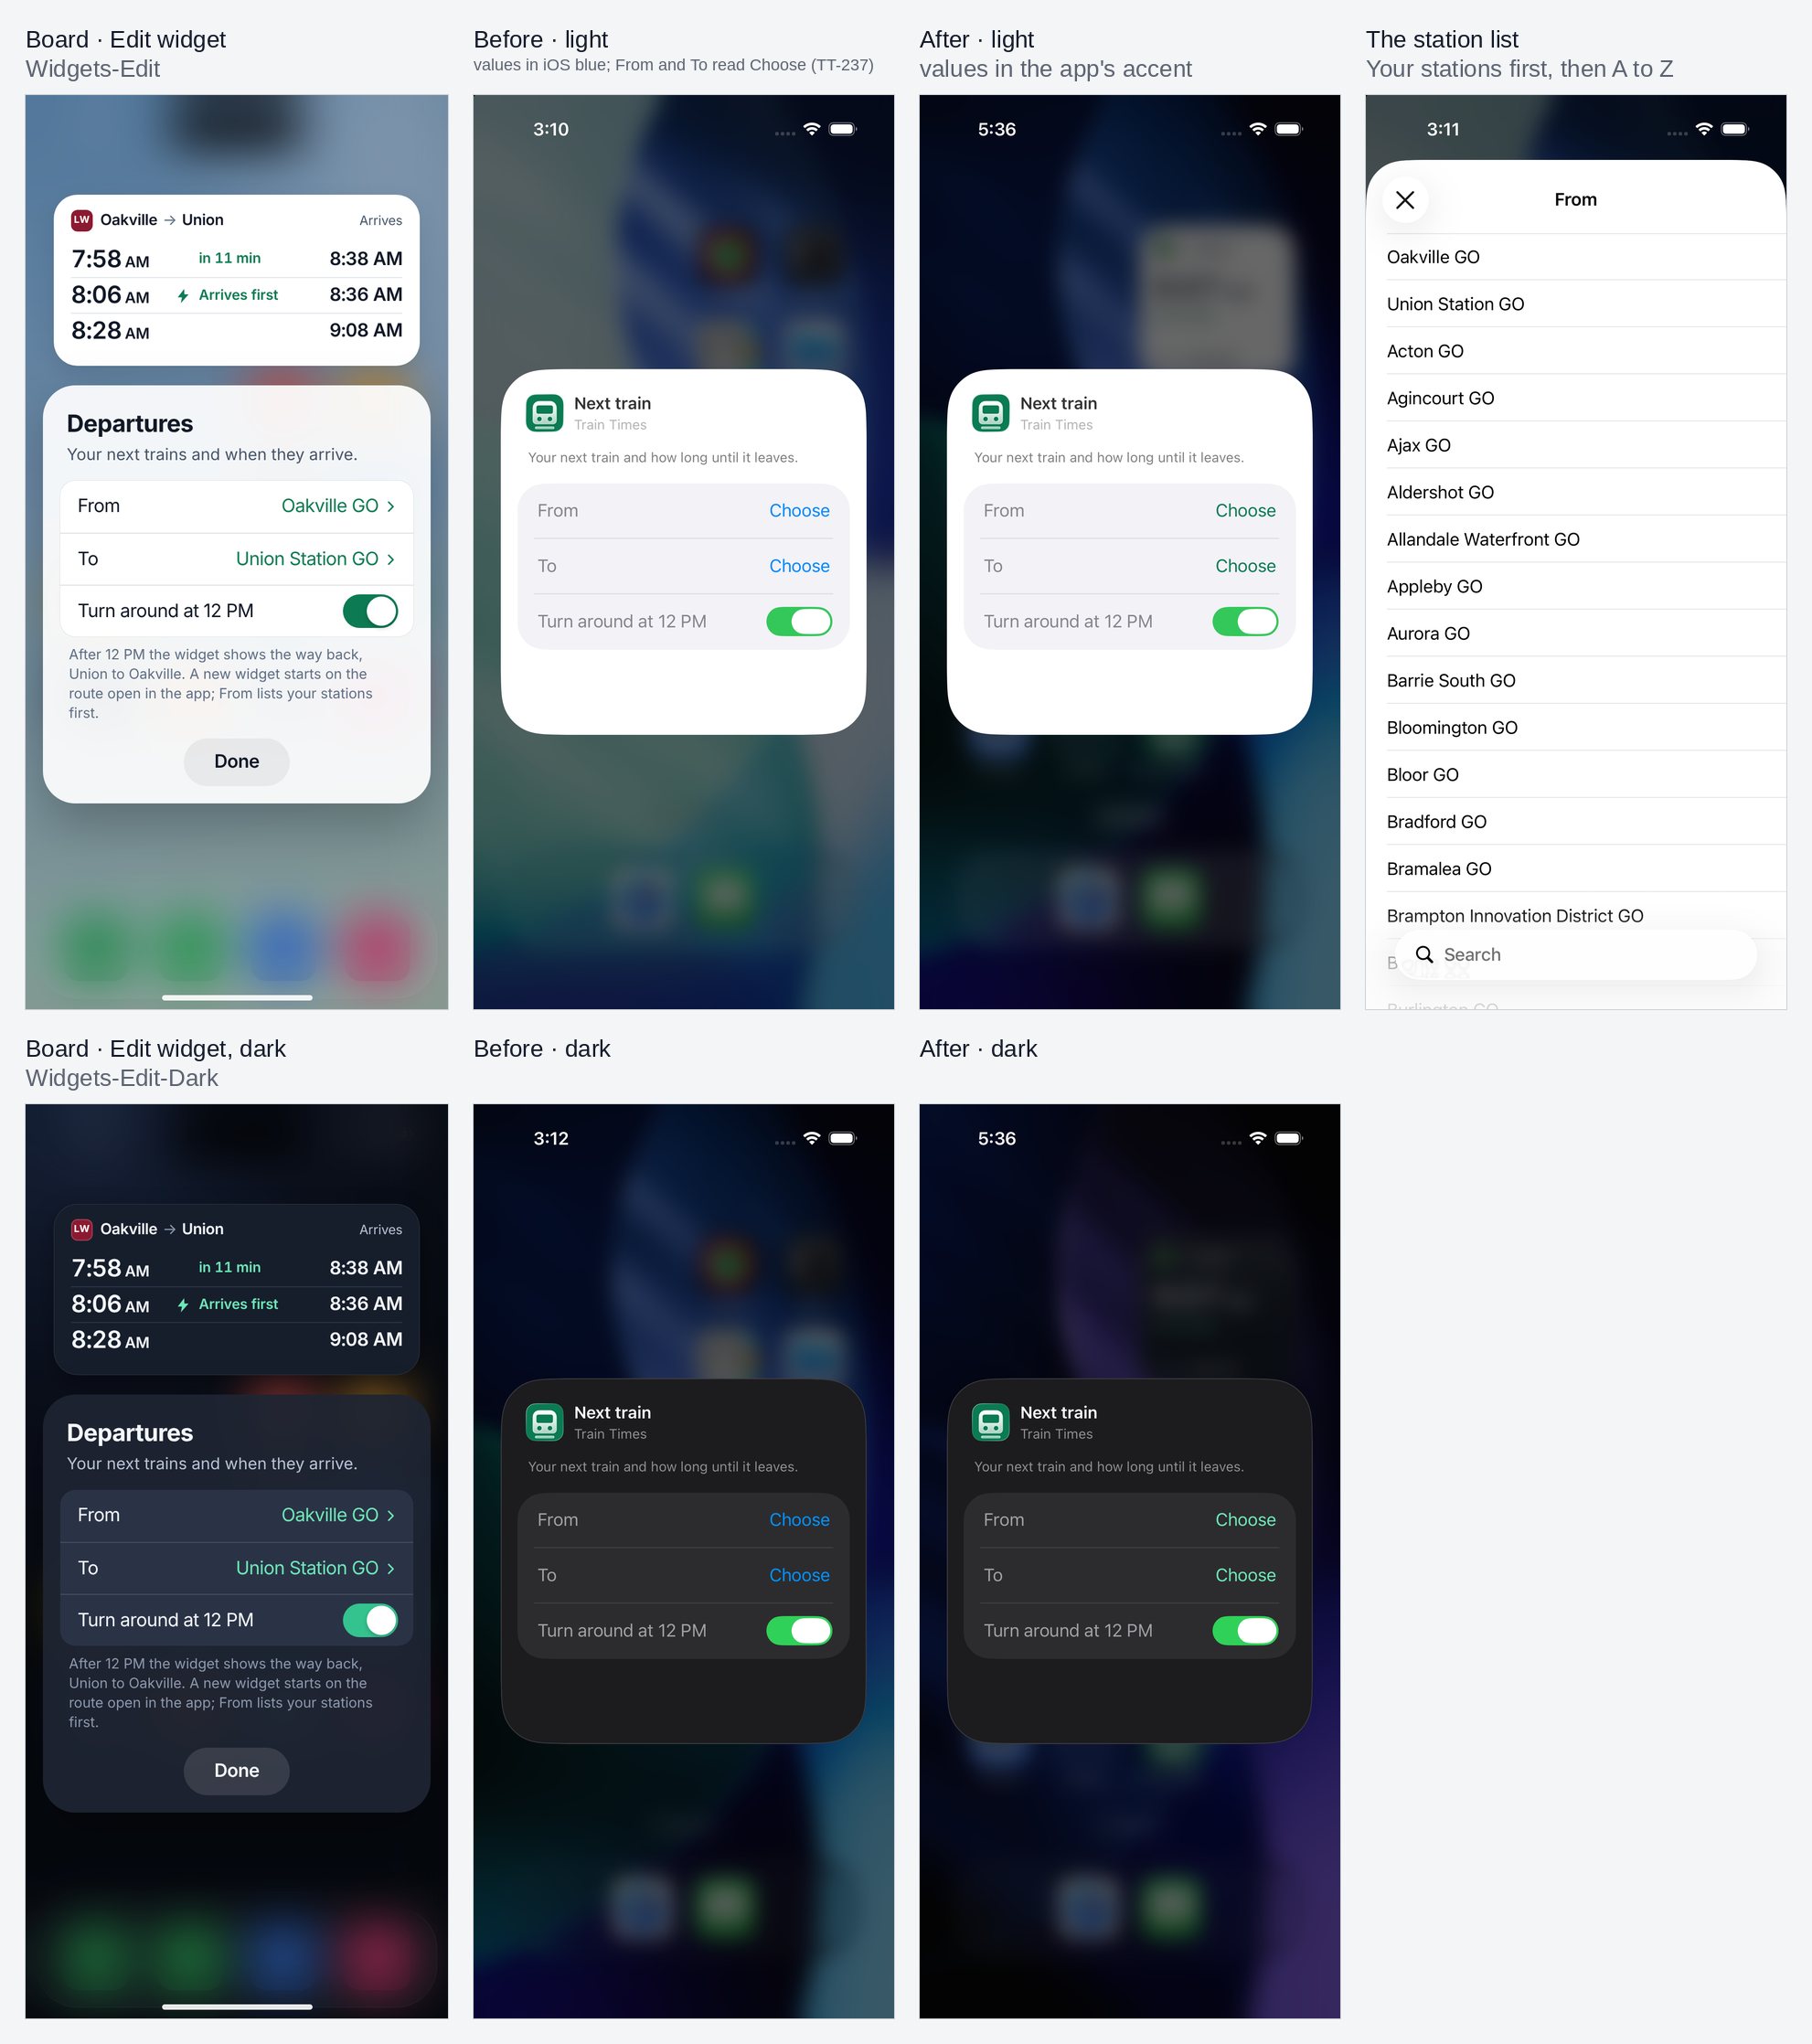 Board · Edit widget
Widgets-Edit
LW Oakville → Union Arrives
7:58 AM in 11 min 8:38 AM
8:06 AM Arrives first 8:36 AM
8:28 AM 9:08 AM
Departures
Your next trains and when they arrive.
From Oakville GO
To Union Station GO
Turn around at 12 PM
After 12 PM the widget shows the way back,
Union to Oakville. A new widget starts on the
route open in the app; From lists your stations
first.
Done
Before · light
values in iOS blue; From and To read Choose (TT-237)
3:10
Next train
Train Times
Your next train and how long until it leaves.
From Choose
To Choose
Turn around at 12 PM
After · light
values in the app's accent
5:36
Next train
Train Times
Your next train and how long until it leaves.
From Choose
To Choose
Turn around at 12 PM
The station list
Your stations first, then A to Z
3:11
From
Oakville GO
Union Station GO
Acton GO
Agincourt GO
Ajax GO
Aldershot GO
Allandale Waterfront GO
Appleby GO
Aurora GO
Barrie South GO
Bloomington GO
Bloor GO
Bradford GO
Bramalea GO
Brampton Innovation District GO
Search
Burlington GO
Board · Edit widget, dark
Widgets-Edit-Dark
LW Oakville → Union Arrives
7:58 AM in 11 min 8:38 AM
8:06 AM Arrives first 8:36 AM
8:28 AM 9:08 AM
Departures
Your next trains and when they arrive.
From Oakville GO
To Union Station GO
Turn around at 12 PM
After 12 PM the widget shows the way back,
Union to Oakville. A new widget starts on the
route open in the app; From lists your stations
first.
Done
Before · dark
3:12
Next train
Train Times
Your next train and how long until it leaves.
From Choose
To Choose
Turn around at 12 PM
After · dark
5:36
Next train
Train Times
Your next train and how long until it leaves.
From Choose
To Choose
Turn around at 12 PM